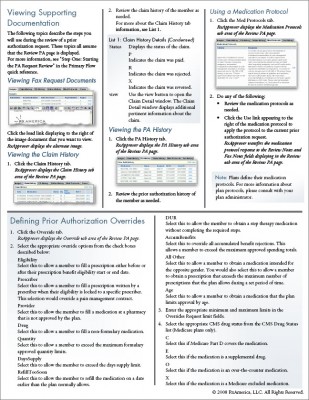 Viewing Supporting
Documentation
The following topics describe the steps you
will use during the review of a prior
authorization request. These topics all assume
that the Review PA page is displayed.
For more information, see "Step One: Starting
the PA Request Review" in the Primary Flow
quick reference.
Viewing Fax Request Documents
Click the head link displaying to the right of
the image document that you want to view.
RxApprover displays the alternate image.
Viewing the Claim History
1. Click the Claim History tab.
RxApprover displays the Claim History tab
area of the Review PA page.
2. Review the claim history of the member as
needed.
For more information about the Claim History tab
information, see List 1.
List 1: Claim History Details (Condensed)
Status
Displays the status of the claim.
P
Indicates the claim was paid.
R
Indicates the claim was rejected.
X
Indicates the claim was reversed.
view
Use the view button to open the
Claim Detail window. The Claim
Detail window displays additional
pertinent information about the
claim.
Viewing the PA History
1. Click the PA History tab.
RxApprover displays the PA History tab area
of the Review PA page.
2. Review the prior authorization history of
the member as needed.
Using a Medication Protocol
1. Click the Med Protocols tab.
RxApprover displays the Medication Protocols
tab area of the Review PA page.
2. Do any of the following:
• Review the medication protocols as
needed.
• Click the Use link appearing to the
right of the medication protocol to
apply the protocol to the current prior
authorization request.
RxApprover completes the medication
protocol response in the Review Notes and
Fax Notes field displaying in the Review
tab area of the Review PA page.
Note: Plans define their medication
protocols. For more information about
plan protocols, please consult with your
plan administrator.
Defining Prior Authorization Overrides
1. Click the Override tab.
RxApprover displays the Override tab area of the Review PA page.
2. Select the appropriate override options from the check boxes
described below:
Eligibility
Select this to allow a member to fill a prescription either before or
after their prescription benefit eligibility start or end date.
Prescriber
Select this to allow a member to fill a prescription written by a
prescriber when their eligibility is locked to a specific prescriber.
This selection would override a pain management contract.
Provider
Select this to allow the member to fill a medication at a pharmacy
that is not approved by the plan.
Drug
Select this to allow a member to fill a non-formulary medication.
Quantity
Select this to allow a member to exceed the maximum formulary
approved quantity limits.
DaysSupply
Select this to allow the member to exceed the days supply limit.
RefillTooSoon
Select this to allow a member to refill the medication on a date
earlier than the plan normally allows.
DUR
Select this to allow the member to obtain a step therapy medication
without completing the required steps.
Accumbenefits
Select this to override all accumulated benefit rejections. This
allows a member to exceed the maximum approved spending totals.
All Other
Select this to allow a member to obtain a medication intended for
the opposite gender. You would also select this to allow a member
to obtain a prescription that exceeds the maximum number of
prescriptions that the plan allows during a set period of time.
Age
Select this to allow a member to obtain a medication that the plan
limits approval by age.
3. Enter the appropriate minimum and maximum limits in the
Overrides Request limit fields.
4. Select the appropriate CMS drug status from the CMS Drug Status
list (Medicare plans only).
C
Select this if Medicare Part D covers the medication.
E
Select this if the medication is a supplemental drug.
O
Select this if the medication is an over-the-counter medication.
X
Select this if the medication is a Medicare excluded medication.
© 2009 RxAmerica, LLC. All Rights Reserved.